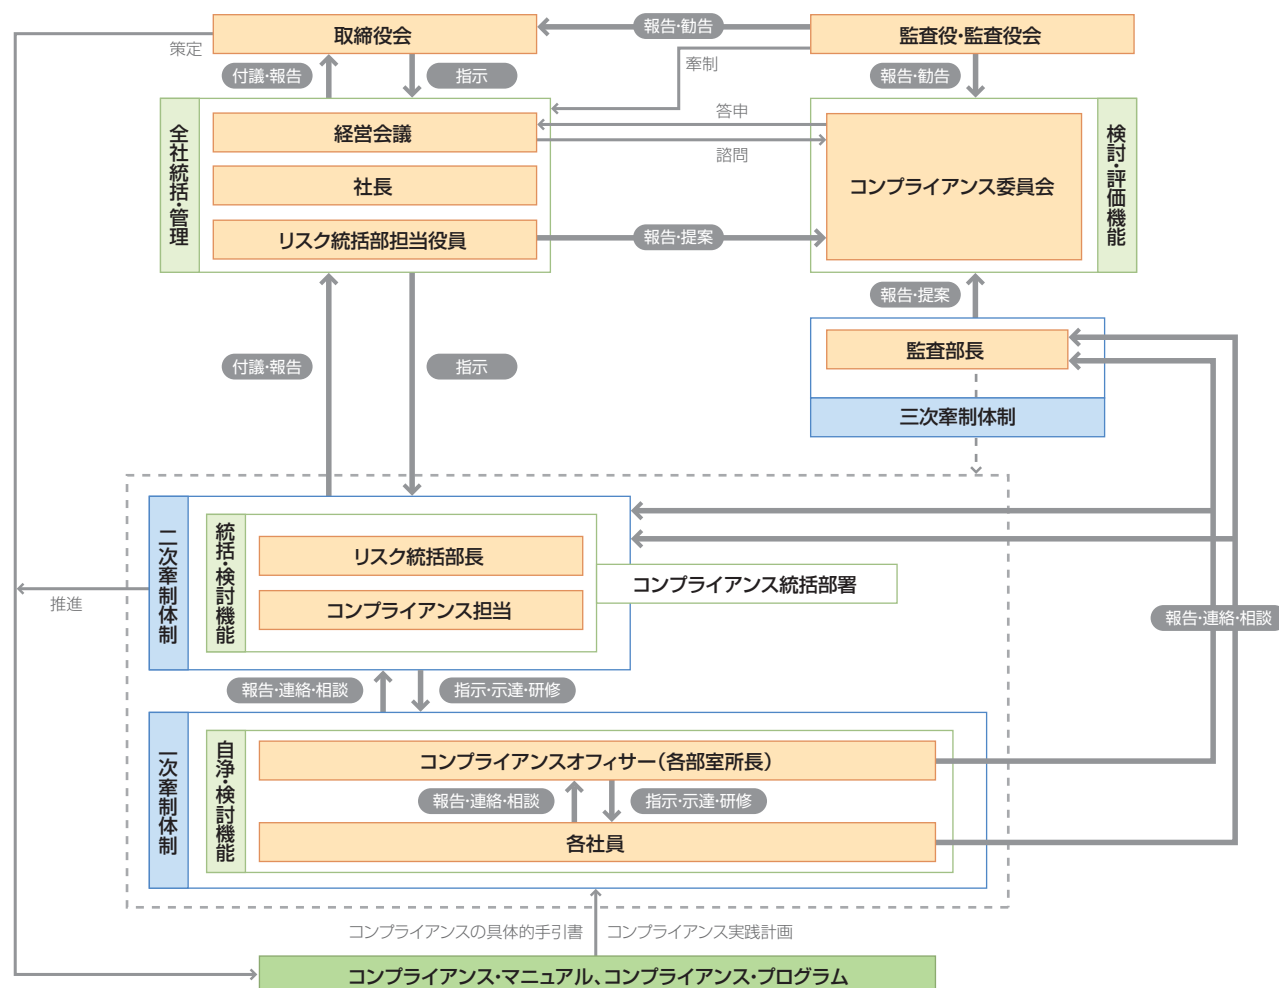 取締役会
報告・勧告
監査役・監査役会
策定
付議・報告
指示
牽制
報告・勧告
全社統括・管理
経営会議
答申
諮問
社長
リスク統括部担当役員
報告・提案
コンプライアンス委員会
検討・評価機能
報告・提案
付議・報告
指示
監査部長
三次牽制体制
二次牽制体制
統括・検討機能
リスク統括部長
コンプライアンス担当
コンプライアンス統括部署
推進
報告・連絡・相談
報告・連絡・相談
指示・示達・研修
一次牽制体制
自浄・検討機能
コンプライアンスオフィサー（各部室所長）
報告・連絡・相談
指示・示達・研修
各社員
コンプライアンスの具体的手引書
コンプライアンス実践計画
コンプライアンス・マニュアル、コンプライアンス・プログラム